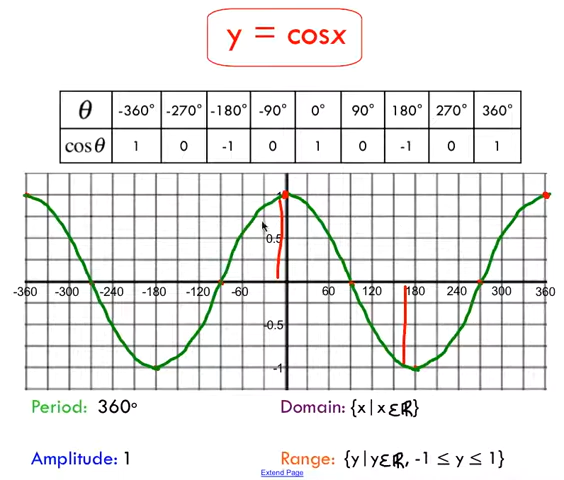 y = cosx
θ -360° -270° -180° -90° 0° 90° 180° 270° 360°
cosθ 1 0 -1 0 1 0 -1 0 1
1
0.5
-360 -300 -240 -180 -120 -60 60 120 180 240 300 360
-0.5
-1
Period: 360° Domain: {x|xεℝ}
Amplitude: 1 Range: {y|yεℝ, -1 ≤ y ≤ 1}
Extend Page